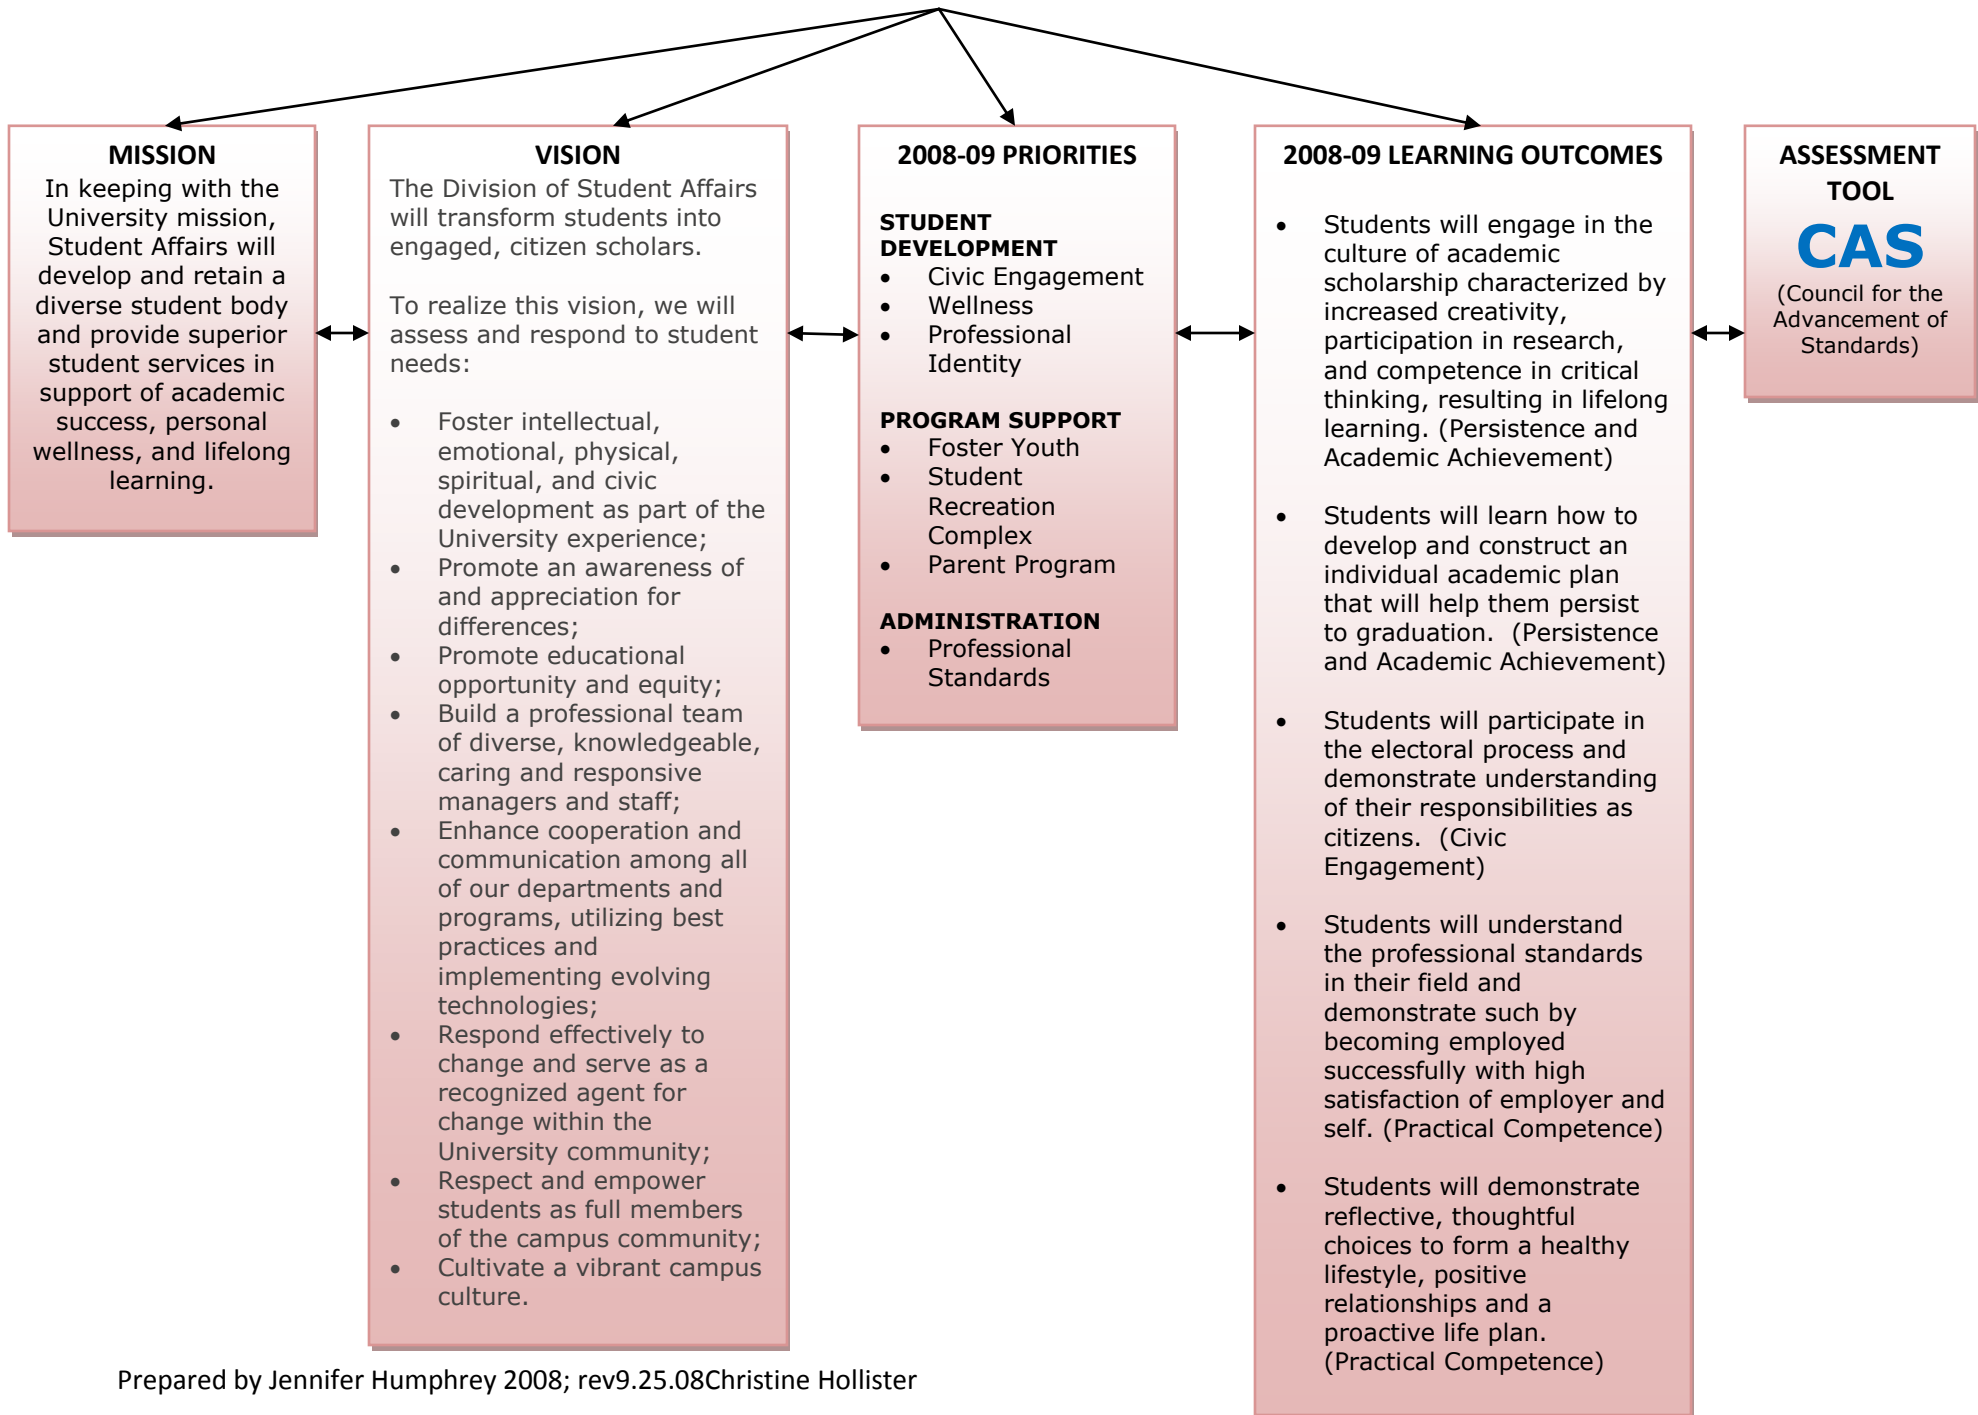 MISSION
In keeping with the
University mission,
Student Affairs will
develop and retain a
diverse student body
and provide superior
student services in
support of academic
success, personal
wellness, and lifelong
learning.
VISION
The Division of Student Affairs
will transform students into
engaged, citizen scholars.
To realize this vision, we will
assess and respond to student
needs:
• Foster intellectual,
emotional, physical,
spiritual, and civic
development as part of the
University experience;
• Promote an awareness of
and appreciation for
differences;
• Promote educational
opportunity and equity;
• Build a professional team
of diverse, knowledgeable,
caring and responsive
managers and staff;
• Enhance cooperation and
communication among all
of our departments and
programs, utilizing best
practices and
implementing evolving
technologies;
• Respond effectively to
change and serve as a
recognized agent for
change within the
University community;
• Respect and empower
students as full members
of the campus community;
• Cultivate a vibrant campus
culture.
2008-09 PRIORITIES
STUDENT
DEVELOPMENT
• Civic Engagement
• Wellness
• Professional
Identity
PROGRAM SUPPORT
• Foster Youth
• Student
Recreation
Complex
• Parent Program
ADMINISTRATION
• Professional
Standards
2008-09 LEARNING OUTCOMES
• Students will engage in the
culture of academic
scholarship characterized by
increased creativity,
participation in research,
and competence in critical
thinking, resulting in lifelong
learning. (Persistence and
Academic Achievement)
• Students will learn how to
develop and construct an
individual academic plan
that will help them persist
to graduation.  (Persistence
and Academic Achievement)
• Students will participate in
the electoral process and
demonstrate understanding
of their responsibilities as
citizens.  (Civic
Engagement)
• Students will understand
the professional standards
in their field and
demonstrate such by
becoming employed
successfully with high
satisfaction of employer and
self. (Practical Competence)
• Students will demonstrate
reflective, thoughtful
choices to form a healthy
lifestyle, positive
relationships and a
proactive life plan.
(Practical Competence)
ASSESSMENT
TOOL
CAS
(Council for the
Advancement of
Standards)
Prepared by Jennifer Humphrey 2008; rev9.25.08Christine Hollister